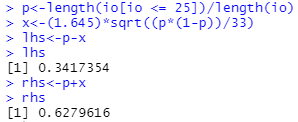 > p<-length(io[io <= 25])/length(io)
> x<-(1.645)*sqrt((p*(1-p))/33)
> lhs<-p-x
> lhs
[1] 0.3417354
> rhs<-p+x
> rhs
[1] 0.6279616